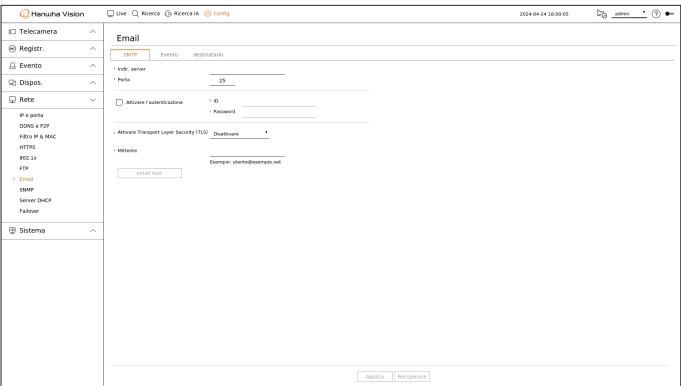 Hanwha Vision
Live Ricerca Ricerca IA Config
2024-04-24 18:00:05
admin
Telecamera
Registr.
Evento
Dispos.
Rete
IP e porta
DDNS e P2P
Filtro IP & MAC
HTTPS
802.1x
FTP
Email
SNMP
Server DHCP
Failover
Sistema
Email
SMTP Evento destinatario
Indir. server
Porta 25
Attivare l'autenticazione
ID
Password
Attivare Transport Layer Security (TLS) Disattivare
Mittente
Esempio: utente@esempio.net
email test
Applica Recuperare